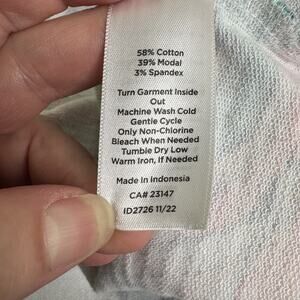 58% Cotton
39% Modal
3% Spandex
Turn Garment Inside
Out
Machine Wash Cold
Gentle Cycle
Only Non-Chlorine
Bleach When Needed
Tumble Dry Low
Warm Iron, If Needed
Made In Indonesia
CA# 23147
ID2726 11/22